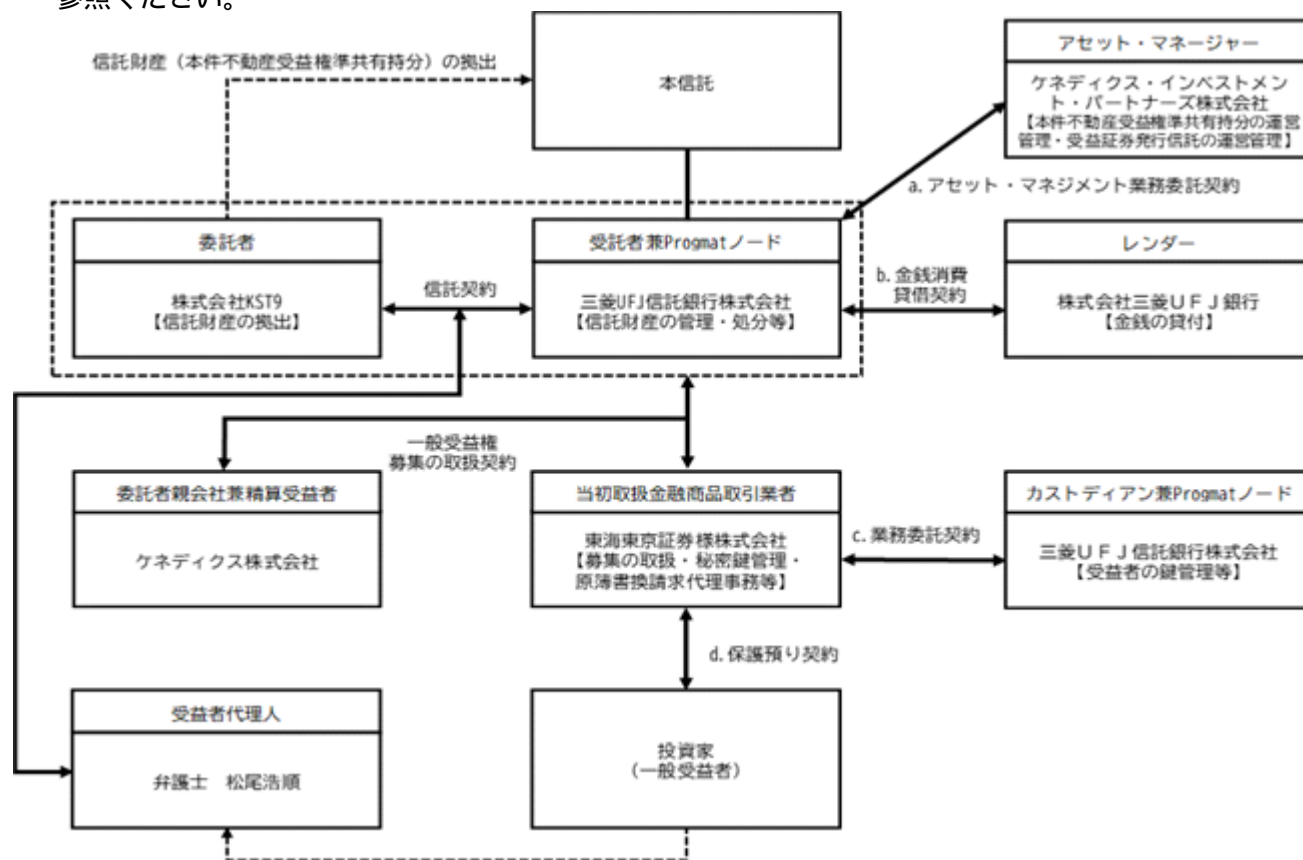 参照ください。
信託財産（本件不動産受益権準共有持分）の拠出
本信託
アセット・マネージャー
ケネディクス・インベストメン
ト・パートナーズ株式会社
【本件不動産受益権準共有持分の運営
管理・受益証券発行信託の運営管理】
a.アセット・マネジメント業務委託契約
委託者
株式会社KST9
【信託財産の拠出】
信託契約
受託者兼Progmatノード
三菱UFJ信託銀行株式会社
【信託財産の管理・処分等】
b.金銭消費
貸借契約
レンダー
株式会社三菱ＵＦＪ銀行
【金銭の貸付】
一般受益権
募集の取扱契約
委託者親会社兼精算受益者
ケネディクス株式会社
当初取扱金融商品取引業者
東海東京証券様株式会社
【募集の取扱・秘密鍵管理・
原簿書換請求代理事務等】
c.業務委託契約
カストディアン兼Progmatノード
三菱ＵＦＪ信託銀行株式会社
【受益者の鍵管理等】
d.保護預り契約
受益者代理人
弁護士　松尾浩順
投資家
（一般受益者）